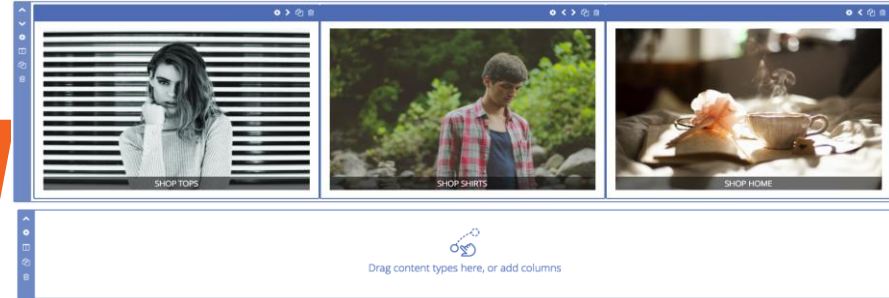 SHOP TOPS
SHOP SHIRTS
SHOP HOME
Drag content types here, or add columns